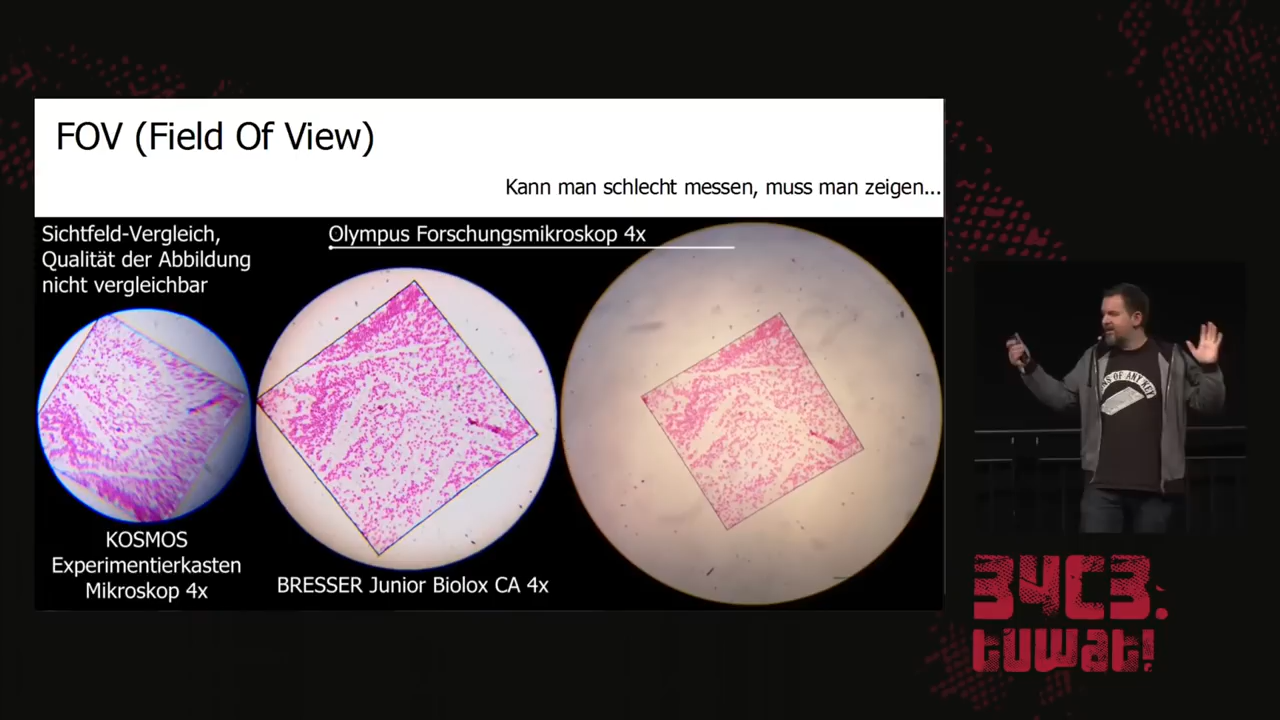 FOV (Field Of View)
Kann man schlecht messen, muss man zeigen...
Sichtfeld-Vergleich,
Qualität der Abbildung
nicht vergleichbar
Olympus Forschungsmikroskop 4x
KOSMOS
Experimentierkasten
Mikroskop 4x
BRESSER Junior Biolox CA 4x
34C3.
tuwat!